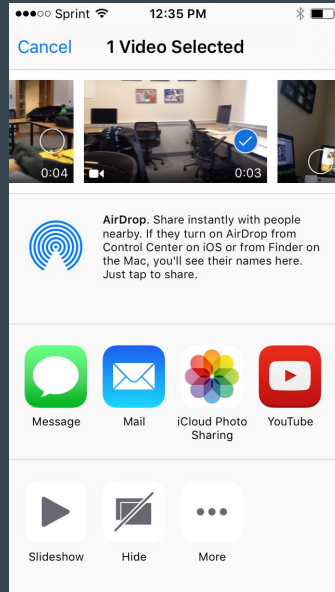 Sprint 12:35 PM
Cancel 1 Video Selected
0:04 0:03
AirDrop. Share instantly with people
nearby. If they turn on AirDrop from
Control Center on iOS or from Finder on
the Mac, you'll see their names here.
Just tap to share.
Message Mail iCloud Photo Sharing YouTube
Slideshow Hide More